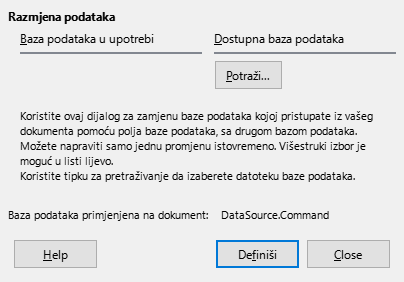 Razmjena podataka
Baza podataka u upotrebi
Dostupna baza podataka
Potraži...
Koristite ovaj dijalog za zamjenu baze podataka kojoj pristupate iz vašeg
dokumenta pomoću polja baze podataka, sa drugom bazom podataka.
Možete napraviti samo jednu promjenu istovremeno. Višestruki izbor je
moguć u listi lijevo.
Koristite tipku za pretraživanje da izaberete datoteku baze podataka.
Baza podataka primjenjena na dokument: DataSource.Command
Help
Definiši
Close